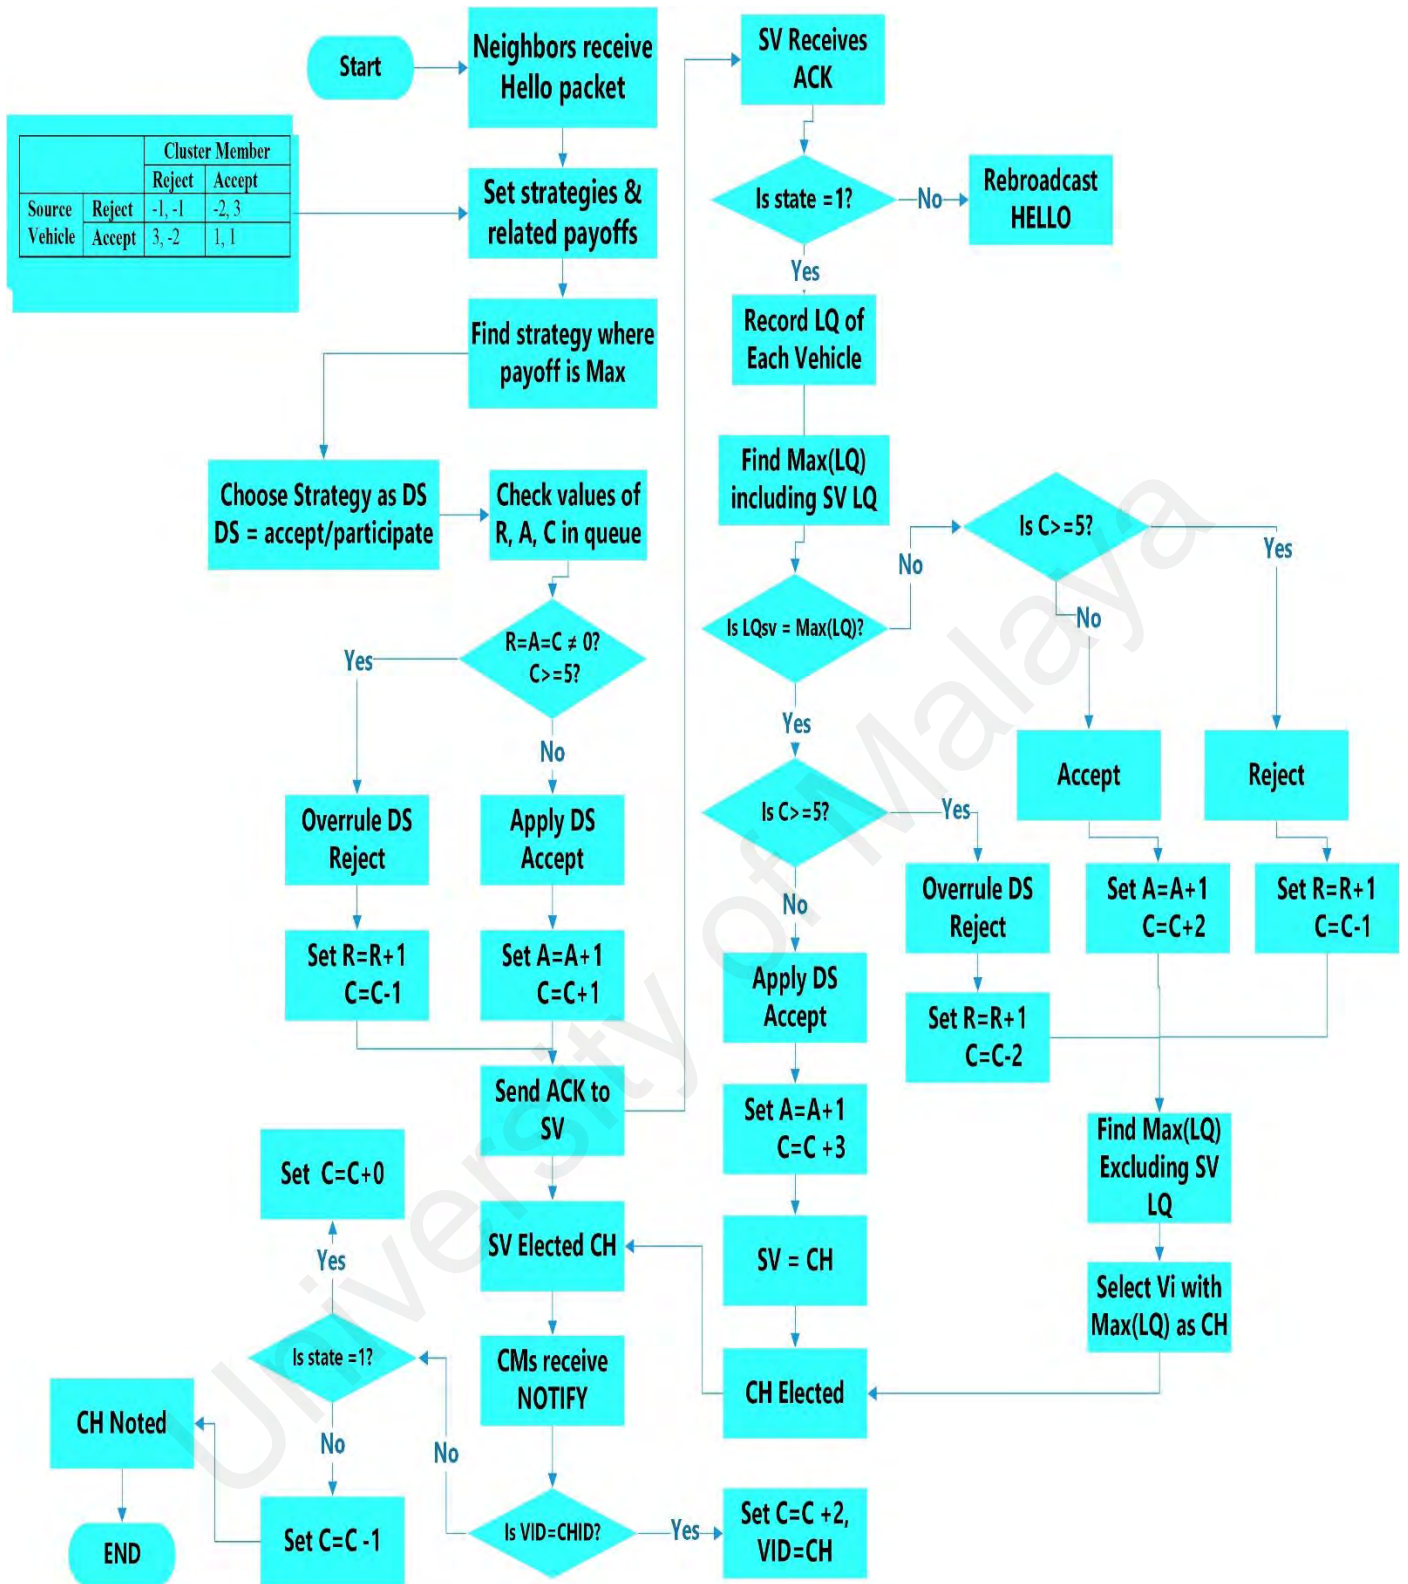 Start
Neighbors receive
Hello packet
Cluster Member
Reject Accept
Source Reject -1, -1 -2, 3
Vehicle Accept 3, -2 1, 1
Set strategies &
related payoffs
Find strategy where
payoff is Max
Choose Strategy as DS
DS = accept/participate
Check values of
R, A, C in queue
R=A=C ≠ 0?
C>=5?
Yes
No
Overrule DS
Reject
Apply DS
Accept
Set R=R+1
C=C-1
Set A=A+1
C=C+1
Send ACK to
SV
SV Receives
ACK
Is state =1?
No
Rebroadcast
HELLO
Yes
Record LQ of
Each Vehicle
Find Max(LQ)
including SV LQ
Is LQsv = Max(LQ)?
No
Is C>=5?
Yes
No
Accept
Reject
Set A=A+1
C=C+2
Set R=R+1
C=C-1
Yes
Is C>=5?
Yes
Overrule DS
Reject
Set R=R+1
C=C-2
No
Apply DS
Accept
Set A=A+1
C=C +3
SV = CH
Find Max(LQ)
Excluding SV
LQ
Select Vi with
Max(LQ) as CH
CH Elected
SV Elected CH
CMs receive
NOTIFY
Is VID=CHID?
Yes
Set C=C +2,
VID=CH
No
Is state =1?
Yes
Set C=C+0
No
Set C=C -1
CH Noted
END
University of Malaya